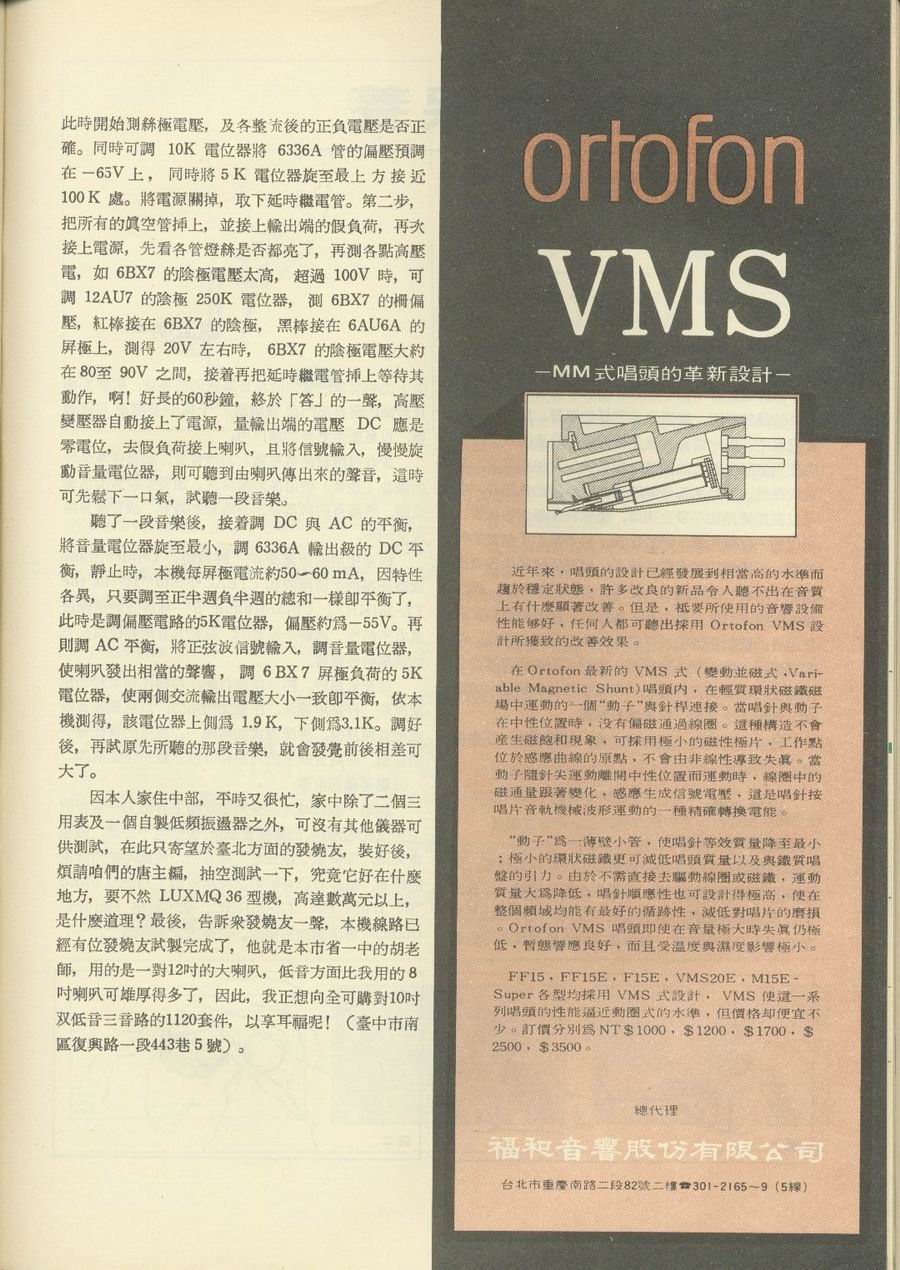 此時開始測絲極電壓，及各整流後的正負電壓是否正
確。同時可調 10K 電位器將 6336A 管的偏壓預調
在－65V上，同時將5K 電位器旋至最上方接近
100K 處。將電源關掉，取下延時繼電管。第二步，
把所有的眞空管揷上，並接上輸出端的假負荷，再次
接上電源，先看各管燈絲是否都亮了，再測各點高壓
電，如 6BX7 的陰極電壓太高，超過 100V 時，可
調 12AU7 的陰極 250K 電位器，測 6BX7 的柵偏
壓，紅棒接在 6BX7 的陰極，黑棒接在 6AU6A 的
屏極上，測得 20V 左右時，6BX7 的陰極電壓大約
在80至 90V 之間，接着再把延時繼電管揷上等待其
動作，啊！好長的60秒鐘，終於「答」的一聲，高壓
變壓器自動接上了電源，量輸出端的電壓 DC 應是
零電位，去假負荷接上喇叭，且將信號輸入，慢慢旋
動音量電位器，則可聽到由喇叭傳出來的聲音，這時
可先鬆下一口氣，試聽一段音樂。
聽了一段音樂後，接着調 DC 與 AC 的平衡，
將音量電位器旋至最小，調 6336A 輸出級的 DC 平
衡，靜止時，本機每屏極電流約50～60 mA，因特性
各異，只要調至正半週負半週的總和一樣卽平衡了，
此時是調偏壓電路的5K電位器，偏壓約爲－55V。再
則調 AC 平衡，將正弦波信號輸入，調音量電位器，
使喇叭發出相當的聲響，調 6BX7 屏極負荷的 5K
電位器，使兩側交流輸出電壓大小一致卽平衡，依本
機測得，該電位器上側爲 1.9K，下側爲3.1K。調好
後，再試原先所聽的那段音樂，就會發覺前後相差可
大了。
因本人家住中部，平時又很忙，家中除了二個三
用表及一個自製低頻振盪器之外，可沒有其他儀器可
供測試，在此只寄望於臺北方面的發燒友，裝好後，
煩請咱們的唐主編，抽空測試一下，究竟它好在什麼
地方，要不然 LUXMQ 36 型機，高達數萬元以上，
是什麼道理？最後，告訴衆發燒友一聲，本機線路已
經有位發燒友試製完成了，他就是本市省一中的胡老
師，用的是一對12吋的大喇叭，低音方面比我用的8
吋喇叭可雄厚得多了，因此，我正想向全可購對10吋
双低音三音路的1120套件，以享耳福呢！（臺中市南
區復興路一段443巷5號）。
ortofon
VMS
－MM式唱頭的革新設計－
近年來，唱頭的設計已經發展到相當高的水準而
趨於穩定狀態，許多改良的新品令人聽不出在音質
上有什麼顯著改善。但是，祇要所使用的音響設備
性能够好，任何人都可聽出採用 Ortofon VMS 設
計所獲致的改善效果。
在 Ortofon 最新的 VMS 式（變動並磁式，Vari-
able Magnetic Shunt)唱頭內，在輕質環狀磁鐵磁
場中運動的一個“動子”與針桿連接。當唱針與動子
在中性位置時，没有偏磁通過線圈。這種構造不會
産生磁飽和現象，可採用極小的磁性極片，工作點
位於感應曲線的原點，不會由非線性導致失眞。當
動子隨針尖運動離開中性位置而運動時，線圈中的
磁通量跟著變化，感應生成信號電壓，這是唱針按
唱片音軌機械波形運動的一種精確轉換電能。
“動子”爲一薄壁小管，使唱針等效質量降至最小
；極小的環狀磁鐵更可減低唱頭質量以及與鐵質唱
盤的引力。由於不需直接去驅動線圈或磁鐵，運動
質量大爲降低，唱針順應性也可設計得極高，使在
整個頻域均能有最好的循跡性，減低對唱片的磨損
。Ortofon VMS 唱頭即使在音量極大時失眞仍極
低，暫態響應良好，而且受溫度與濕度影響極小。
FF15，FF15E，F15E，VMS20E，M15E -
Super 各型均採用 VMS 式設計， VMS 使這一系
列唱頭的性能逼近動圈式的水準，但價格却便宜不
少。訂價分別爲 NT＄1000，＄1200，＄1700，＄
2500，＄3500。
總代理
福和音響股份有限公司
台北市重慶南路二段82號二樓☎301-2165～9（5線）